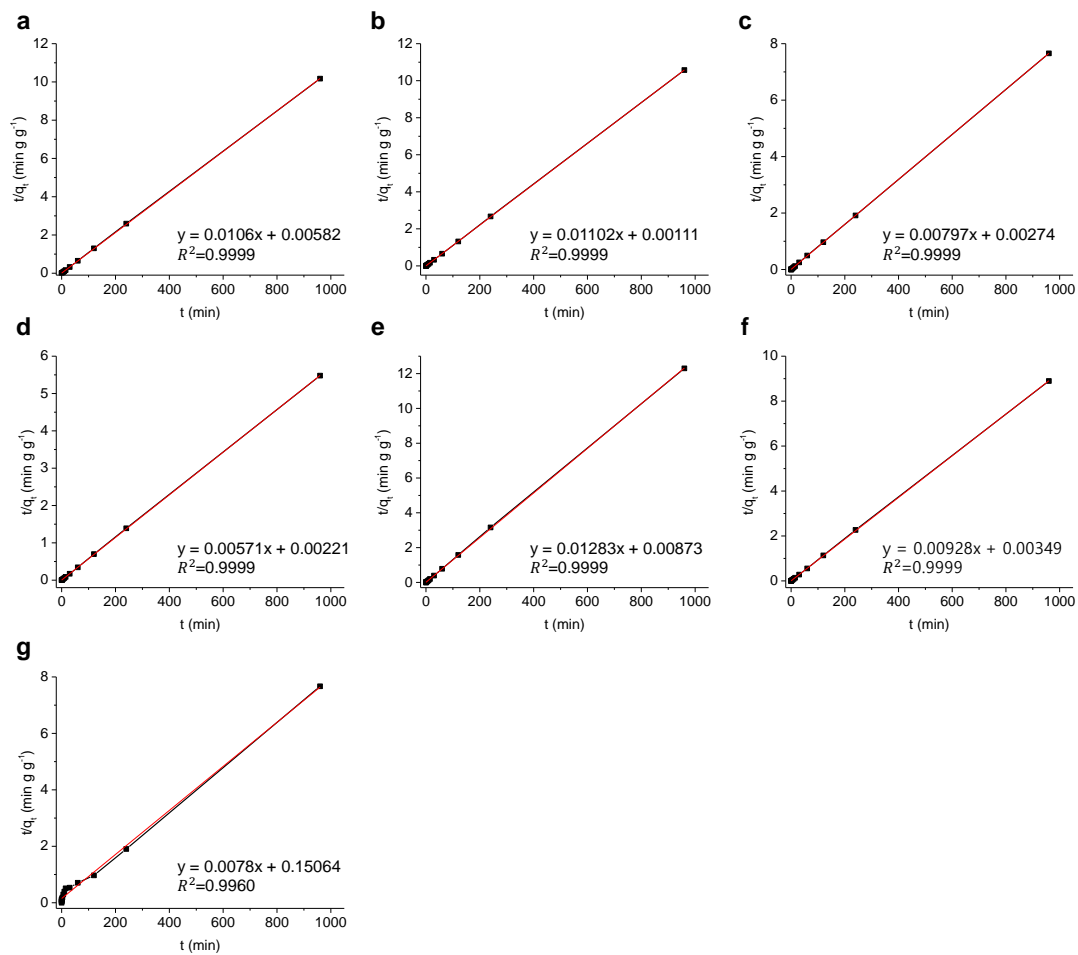 a
12
10
8
6
4
2
0
t/qₜ (min g g⁻¹)
y = 0.0106x + 0.00582
R²=0.9999
0 200 400 600 800 1000
t (min)
b
12
10
8
6
4
2
0
t/qₜ (min g g⁻¹)
y = 0.01102x + 0.00111
R²=0.9999
0 200 400 600 800 1000
t (min)
c
8
6
4
2
0
t/qₜ (min g g⁻¹)
y = 0.00797x + 0.00274
R²=0.9999
0 200 400 600 800 1000
t (min)
d
6
5
4
3
2
1
0
t/qₜ (min g g⁻¹)
y = 0.00571x + 0.00221
R²=0.9999
0 200 400 600 800 1000
t (min)
e
12
10
8
6
4
2
0
t/qₜ (min g g⁻¹)
y = 0.01283x + 0.00873
R²=0.9999
0 200 400 600 800 1000
t (min)
f
10
8
6
4
2
0
t/qₜ (min g g⁻¹)
y = 0.00928x + 0.00349
R²=0.9999
0 200 400 600 800 1000
t (min)
g
8
6
4
2
0
t/qₜ (min g g⁻¹)
y = 0.0078x + 0.15064
R²=0.9960
0 200 400 600 800 1000
t (min)